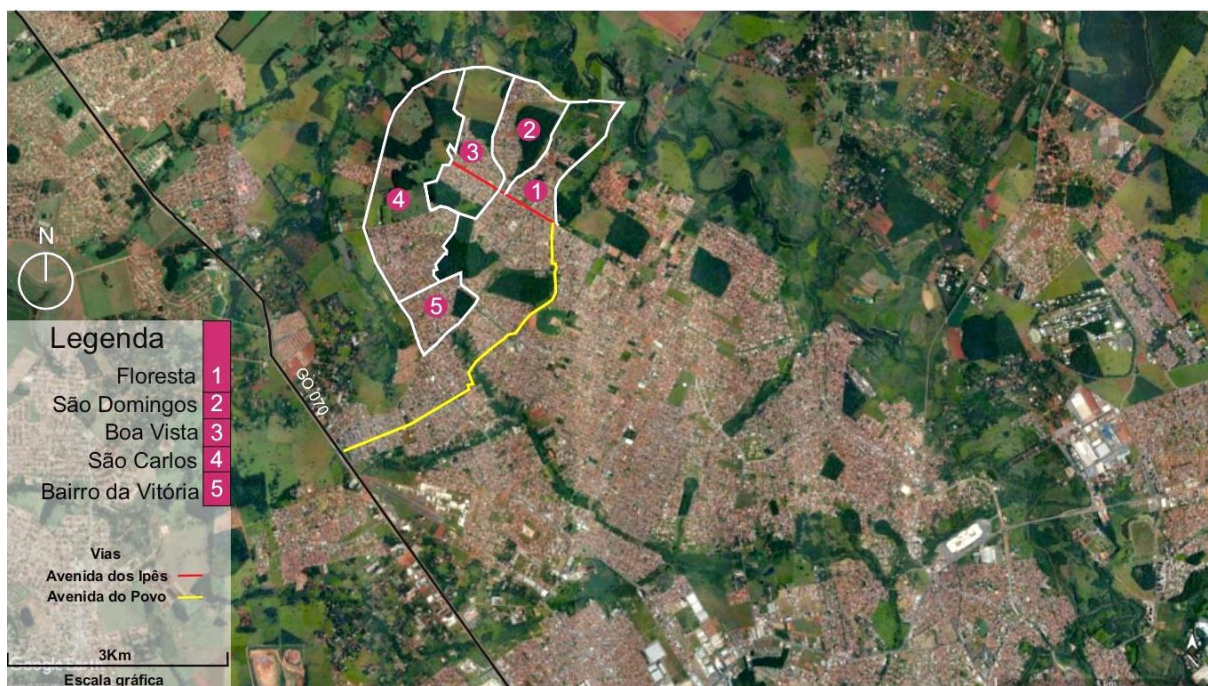 2
3
1
4
N
5
Legenda
Floresta 1
São Domingos 2
Boa Vista 3
São Carlos 4
Bairro da Vitória 5
GO 070
Vias
Avenida dos Ipês
Avenida do Povo
3Km
Escala gráfica
N